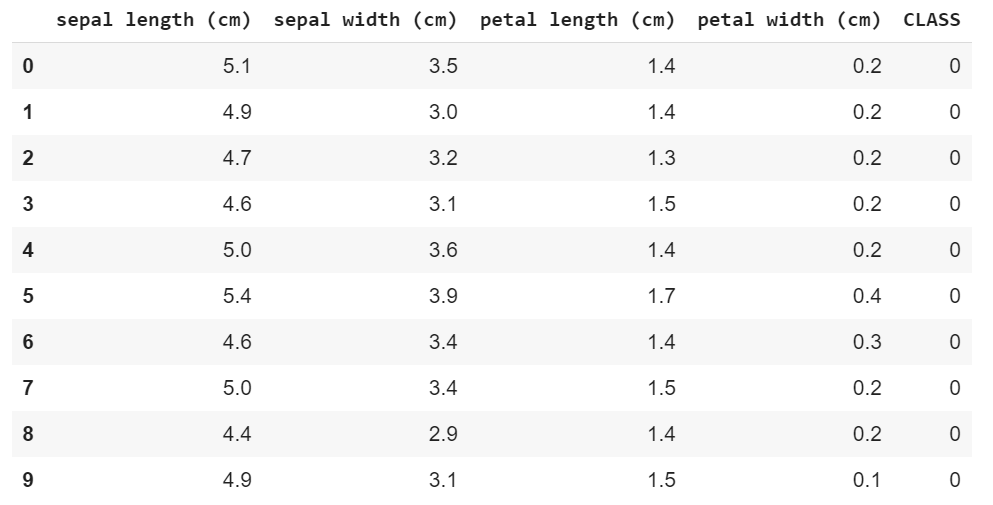 sepal length (cm) sepal width (cm) petal length (cm) petal width (cm) CLASS
0 5.1 3.5 1.4 0.2 0
1 4.9 3.0 1.4 0.2 0
2 4.7 3.2 1.3 0.2 0
3 4.6 3.1 1.5 0.2 0
4 5.0 3.6 1.4 0.2 0
5 5.4 3.9 1.7 0.4 0
6 4.6 3.4 1.4 0.3 0
7 5.0 3.4 1.5 0.2 0
8 4.4 2.9 1.4 0.2 0
9 4.9 3.1 1.5 0.1 0